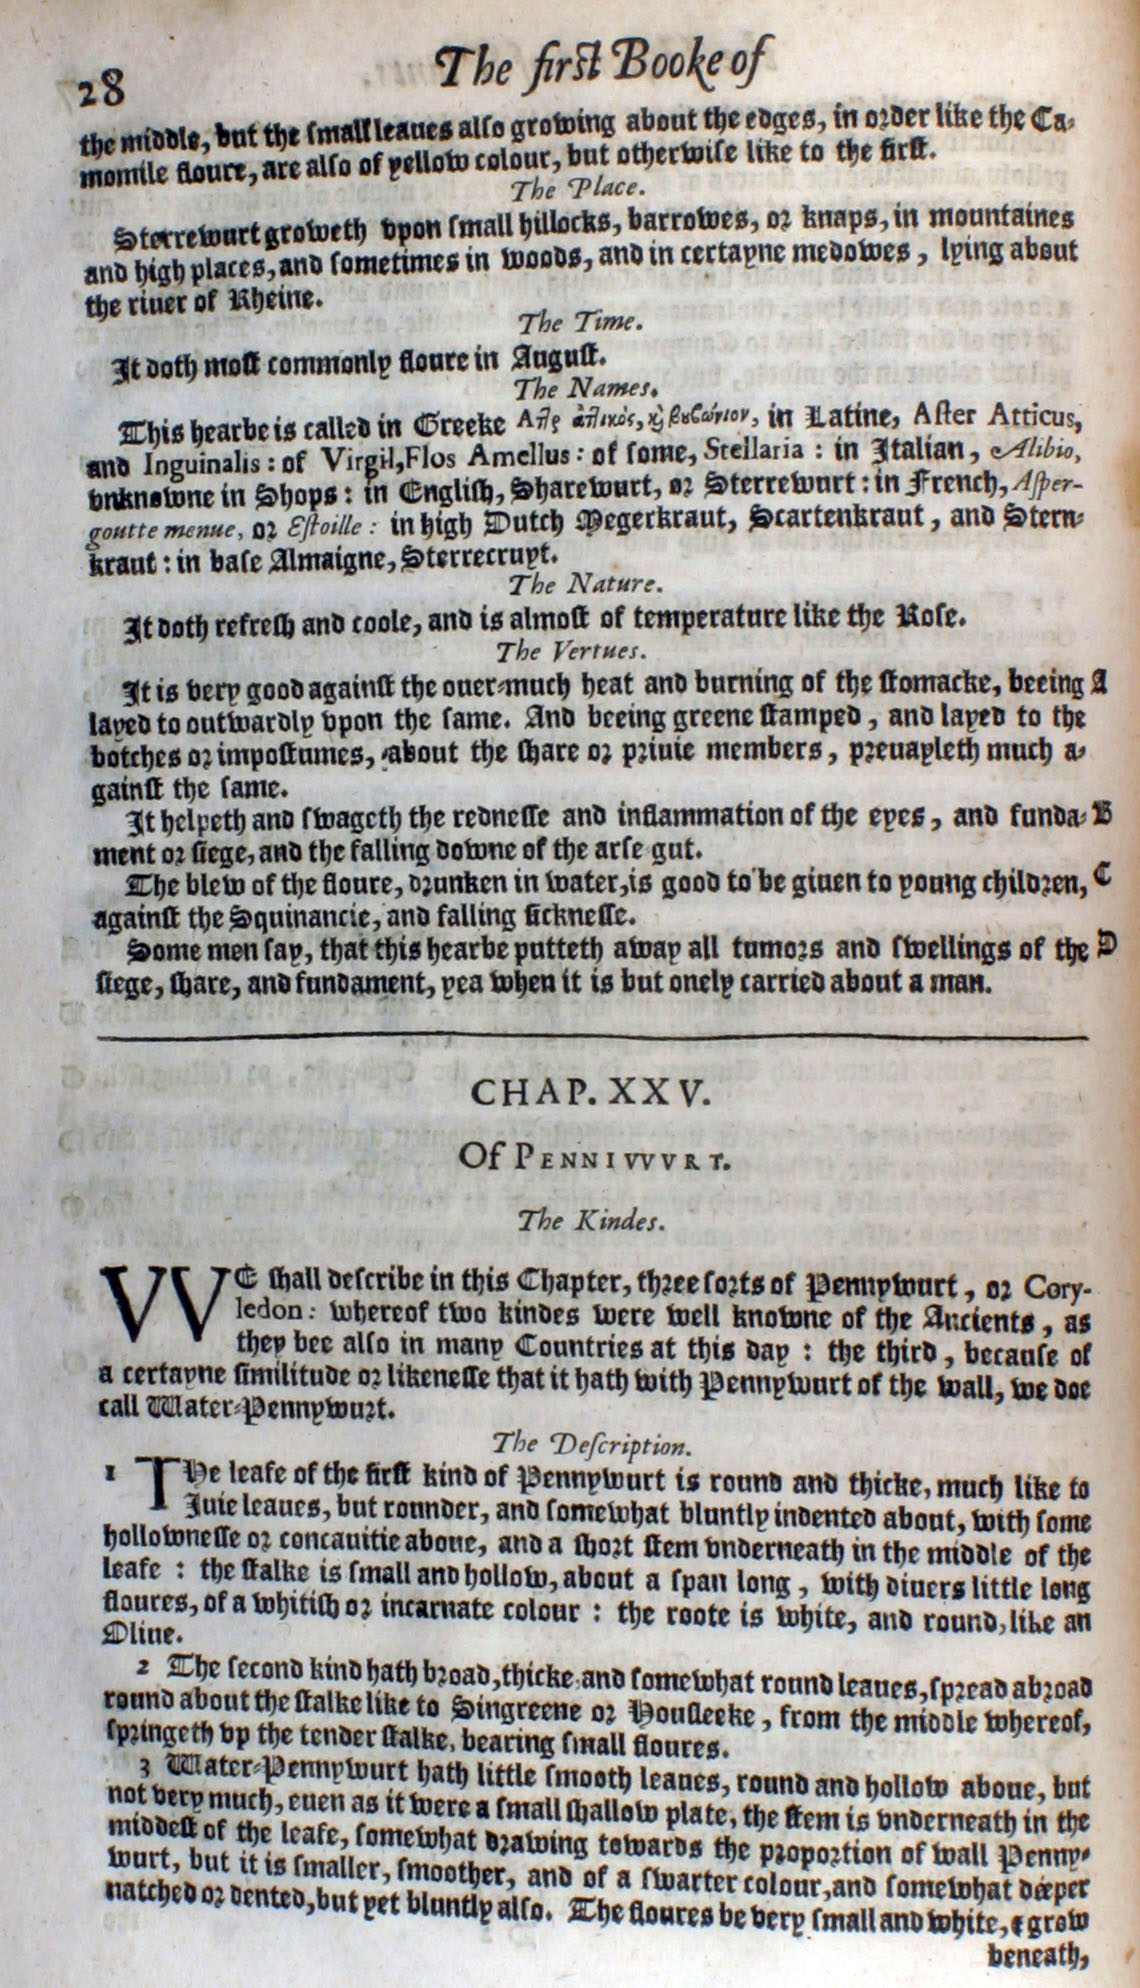 28
The first Booke of
the middle, but the small leaues also growing about the edges, in order like the Ca-
momile floure, are also of yellow colour, but otherwise like to the first.
The Place.
Sterrewurt groweth vpon small hillocks, barrowes, or knaps, in mountaines
and high places, and sometimes in woods, and in certayne medowes, lying about
the riuer of Rheine.
The Time.
It doth most commonly floure in August.
The Names.
This hearbe is called in Greeke in Latine, Aster Atticus,
and Inguinalis: of Virgil, Flos Amellus: of some, Stellaria: in Italian, Alibio,
vnknowne in Shops: in English, Sharewurt, or Sterrewurt: in French, Asper-
goutte menue, or Estoille: in high Dutch Megerkraut, Scartenkraut, and Stern-
kraut: in base Almaigne, Sterrecruyt.
The Nature.
It doth refresh and coole, and is almost of temperature like the Rose.
The Vertues.
It is very good against the ouer-much heat and burning of the stomacke, beeing A
layed to outwardly vpon the same. And beeing greene stamped, and layed to the
botches or impostumes, about the share or priuie members, preuayleth much a-
gainst the same.
It helpeth and swageth the rednesse and inflammation of the eyes, and funda- B
ment or siege, and the falling downe of the arse gut.
The blew of the floure, drunken in water, is good to be giuen to young children, C
against the Squinancie, and falling sicknesse.
Some men say, that this hearbe putteth away all tumors and swellings of the D
siege, share, and fundament, yea when it is but onely carried about a man.
CHAP. XXV.
Of PENNIVVVRT.
The Kindes.
VVE shall describe in this Chapter, three sorts of Pennywurt, or Cory-
ledon: whereof two kindes were well knowne of the Ancients, as
they bee also in many Countries at this day: the third, because of
a certayne similitude or likenesse that it hath with Pennywurt of the wall, we doe
call Water-Pennywurt.
The Description.
1 THe leafe of the first kind of Pennywurt is round and thicke, much like to
Iuie leaues, but rounder, and somewhat bluntly indented about, with some
hollownesse or concauitie aboue, and a short stem vnderneath in the middle of the
leafe: the stalke is small and hollow, about a span long, with diuers little long
floures, of a whitish or incarnate colour: the roote is white, and round, like an
Oliue.
2 The second kind hath broad, thicke and somewhat round leaues, spread abroad
round about the stalke like to Singreene or Housleeke, from the middle whereof,
springeth vp the tender stalke, bearing small floures.
3 Water-Pennywurt hath little smooth leaues, round and hollow aboue, but
not very much, euen as it were a small shallow plate, the stem is vnderneath in the
middest of the leafe, somewhat drawing towards the proportion of wall Penny-
wurt, but it is smaller, smoother, and of a swarter colour, and somewhat deeper
natched or dented, but yet bluntly also. The floures be very small and white, & grow
beneath,